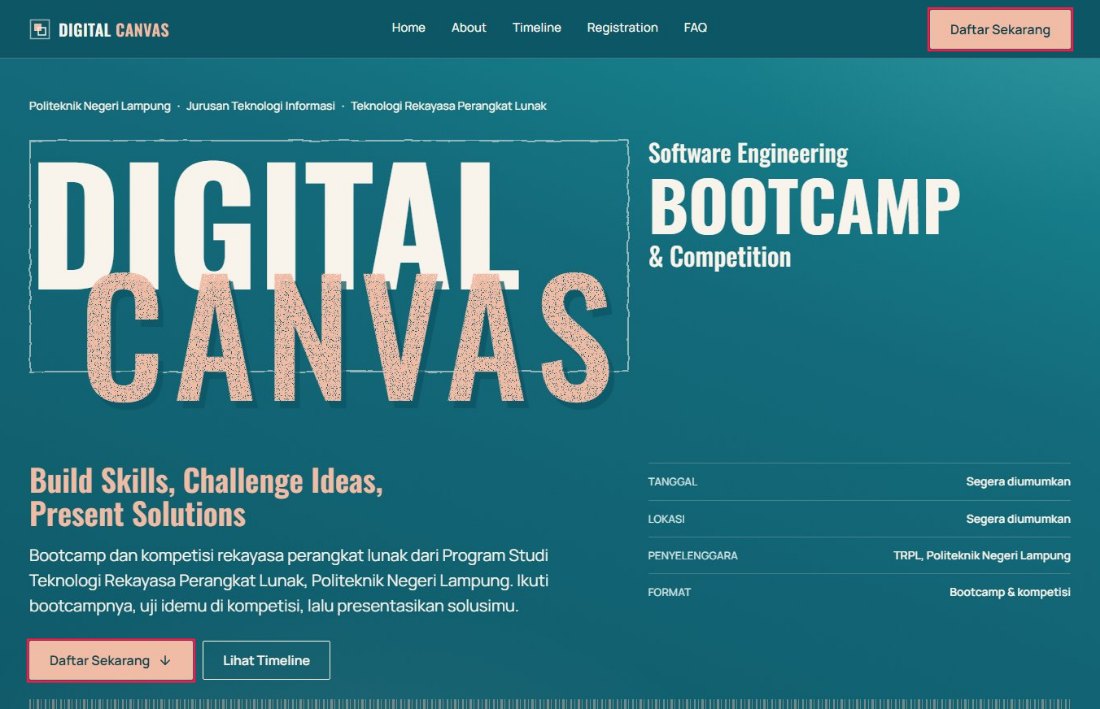 DIGITAL CANVAS
Home About Timeline Registration FAQ
Daftar Sekarang
Politeknik Negeri Lampung · Jurusan Teknologi Informasi · Teknologi Rekayasa Perangkat Lunak
DIGITAL
CANVAS
Software Engineering
BOOTCAMP
& Competition
Build Skills, Challenge Ideas,
Present Solutions
Bootcamp dan kompetisi rekayasa perangkat lunak dari Program Studi
Teknologi Rekayasa Perangkat Lunak, Politeknik Negeri Lampung. Ikuti
bootcampnya, uji idemu di kompetisi, lalu presentasikan solusimu.
Daftar Sekarang ↓
Lihat Timeline
TANGGAL Segera diumumkan
LOKASI Segera diumumkan
PENYELENGGARA TRPL, Politeknik Negeri Lampung
FORMAT Bootcamp & kompetisi